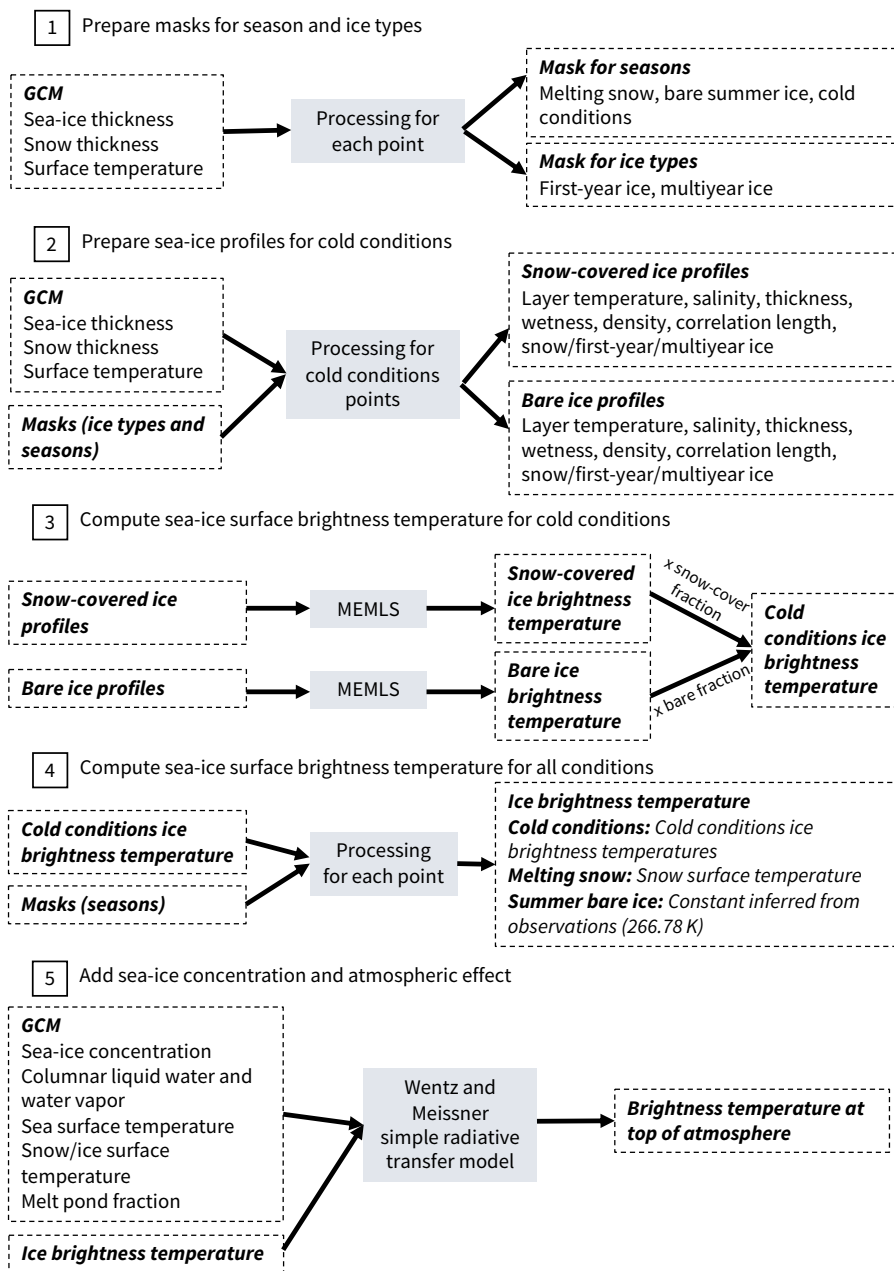 1 Prepare masks for season and ice types
GCM
Sea-ice thickness
Snow thickness
Surface temperature
Processing for
each point
Mask for seasons
Melting snow, bare summer ice, cold
conditions
Mask for ice types
First-year ice, multiyear ice
2 Prepare sea-ice profiles for cold conditions
GCM
Sea-ice thickness
Snow thickness
Surface temperature
Masks (ice types and
seasons)
Processing for
cold conditions
points
Snow-covered ice profiles
Layer temperature, salinity, thickness,
wetness, density, correlation length,
snow/first-year/multiyear ice
Bare ice profiles
Layer temperature, salinity, thickness,
wetness, density, correlation length,
snow/first-year/multiyear ice
3 Compute sea-ice surface brightness temperature for cold conditions
Snow-covered ice
profiles
MEMLS
Snow-covered
ice brightness
temperature
x snow-cover
fraction
Bare ice profiles
MEMLS
Bare ice
brightness
temperature
x bare fraction
Cold
conditions ice
brightness
temperature
4 Compute sea-ice surface brightness temperature for all conditions
Cold conditions ice
brightness temperature
Masks (seasons)
Processing
for each point
Ice brightness temperature
Cold conditions: Cold conditions ice
brightness temperatures
Melting snow: Snow surface temperature
Summer bare ice: Constant inferred from
observations (266.78 K)
5 Add sea-ice concentration and atmospheric effect
GCM
Sea-ice concentration
Columnar liquid water and
water vapor
Sea surface temperature
Snow/ice surface
temperature
Melt pond fraction
Ice brightness temperature
Wentz and
Meissner
simple radiative
transfer model
Brightness temperature at
top of atmosphere